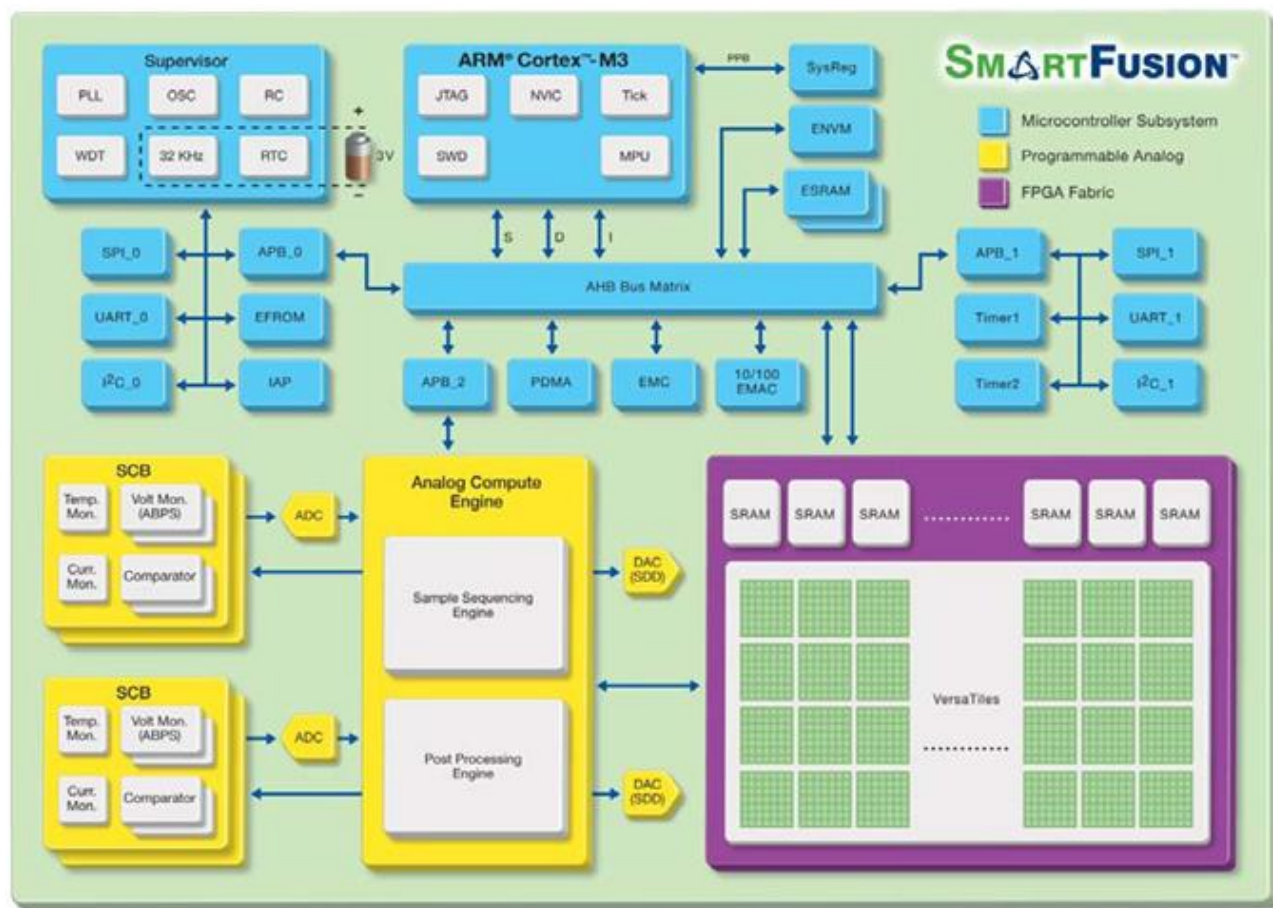 Supervisor
PLL
OSC
RC
WDT
32 KHz
RTC
+
3V
−
ARM® Cortex™-M3
JTAG
NVIC
Tick
SWD
MPU
PPB
SysReg
ENVM
ESRAM
SMARTFUSION™
Microcontroller Subsystem
Programmable Analog
FPGA Fabric
S
D
I
SPI_0
APB_0
UART_0
EFROM
I²C_0
IAP
AHB Bus Matrix
APB_2
PDMA
EMC
10/100
EMAC
APB_1
SPI_1
Timer1
UART_1
Timer2
I²C_1
SCB
Temp.
Mon.
Volt Mon.
(ABPS)
Curr.
Mon.
Comparator
ADC
SCB
Temp.
Mon.
Volt Mon.
(ABPS)
Curr.
Mon.
Comparator
ADC
Analog Compute
Engine
Sample Sequencing
Engine
Post Processing
Engine
DAC
(SDD)
DAC
(SDD)
SRAM
SRAM
SRAM
SRAM
SRAM
SRAM
VersaTiles